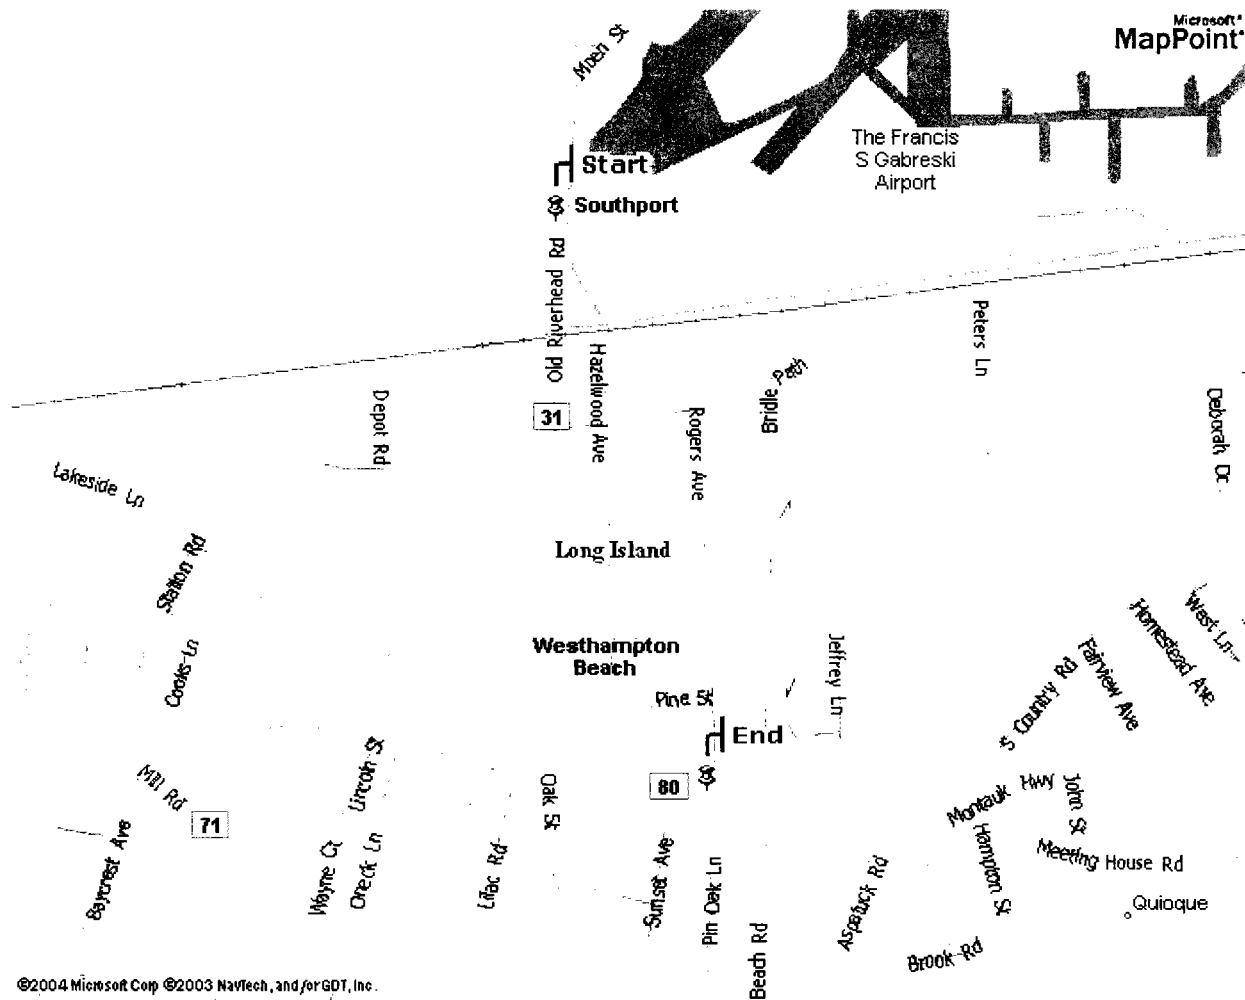 Microsoft®
MapPoint®
Moen St
The Francis
S Gabreski
Airport
Start
Southport
Old Riverhead Rd
Peters Ln
Hazelwood Ave
Bridle Path
Depot Rd
31
Rogers Ave
Deborah Dr
Lakeside Ln
Station Rd
Long Island
Westhampton
Beach
Jeffrey Ln
Homestead Ave
West Ln
Fairview Ave
S Country Rd
Cooks Ln
Pine St
End
Lincoln St
Mill Rd
80
Oak St
Montauk Hwy
John St
71
Baycrest Ave
Wayne Ct
Oneck Ln
Lilac Rd
Sunset Ave
Pin Oak Ln
Hampton St
Meeting House Rd
Aspatuck Rd
Quioque
Beach Rd
Brook Rd
©2004 Microsoft Corp ©2003 NavTech, and/or GDT, Inc.